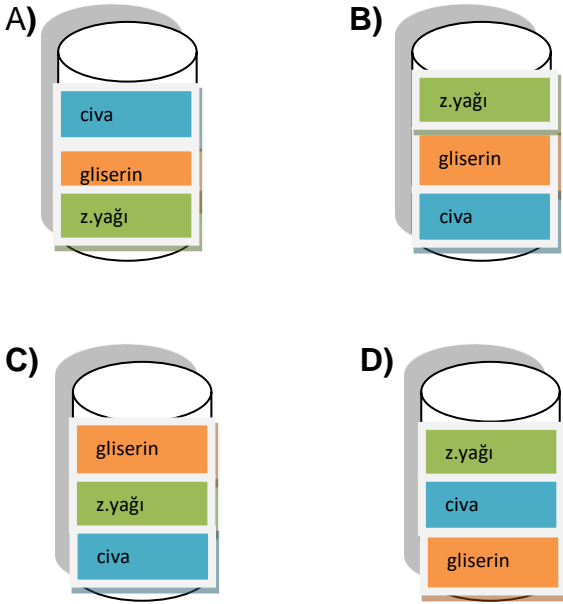 A)
civa
gliserin
z.yağı
B)
z.yağı
gliserin
civa
C)
gliserin
z.yağı
civa
D)
z.yağı
civa
gliserin